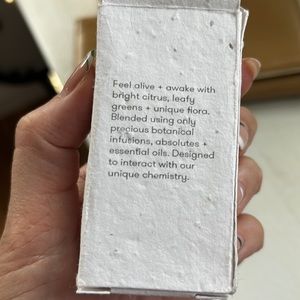 Feel alive + awake with
bright citrus, leafy
greens + unique flora.
Blended using only
precious botanical
infusions, absolutes +
essential oils. Designed
to interact with our
unique chemistry.